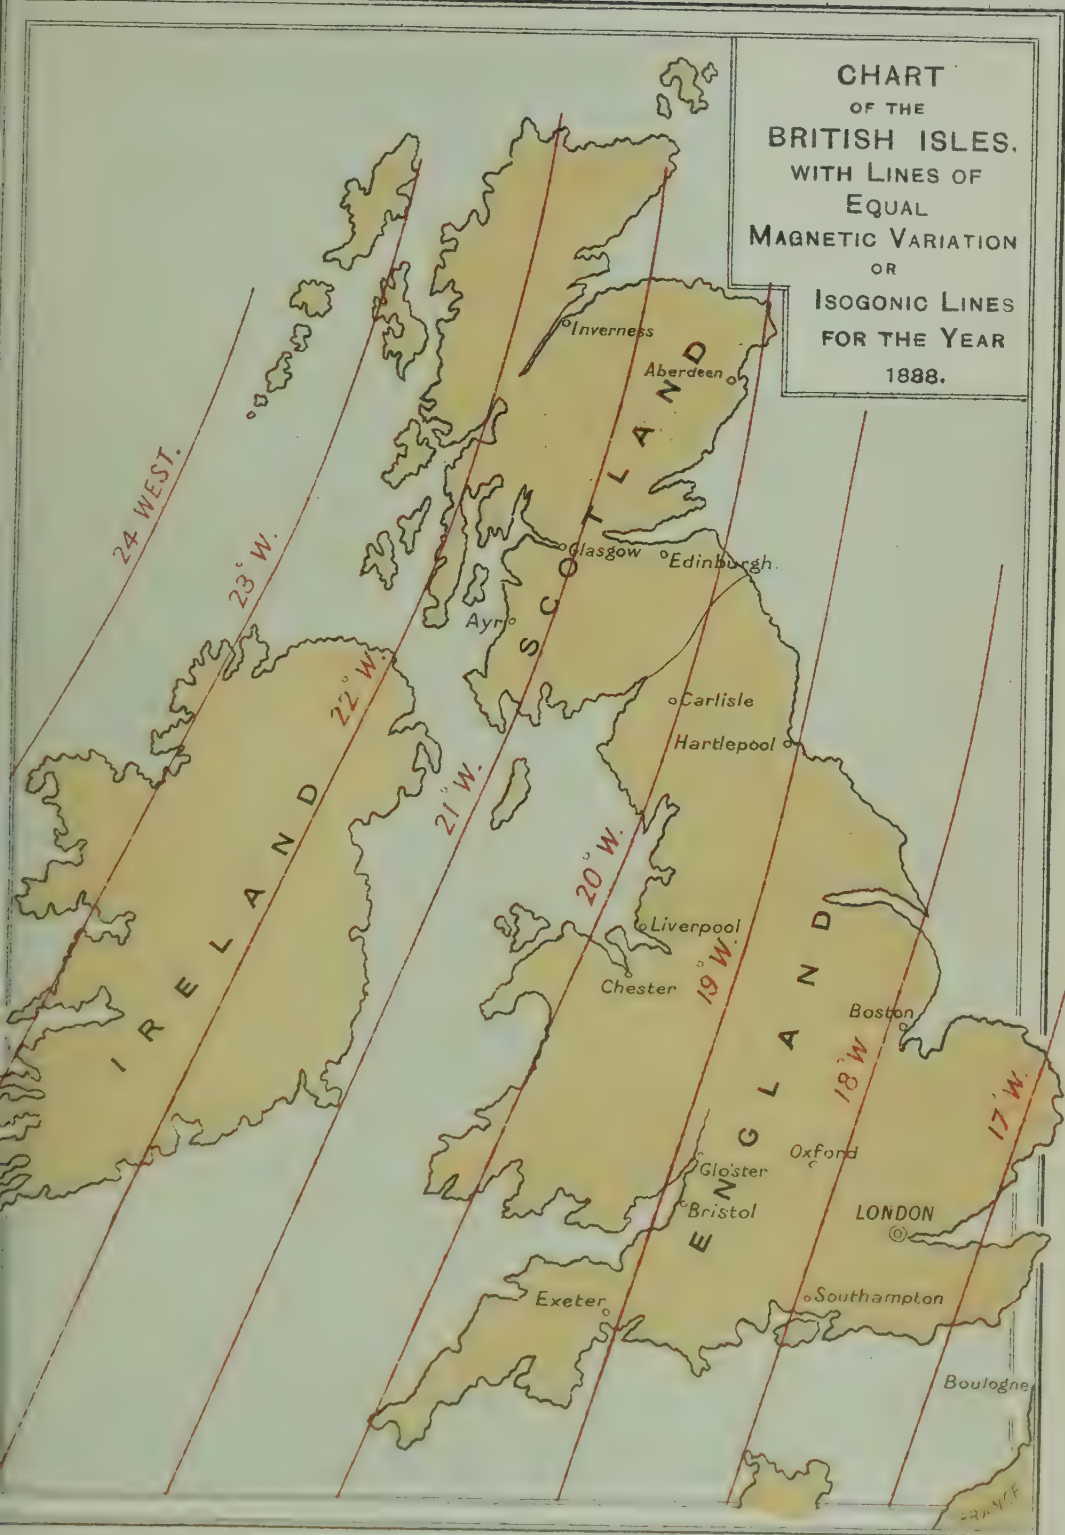 CHART
OF THE
BRITISH ISLES.
WITH LINES OF
EQUAL
MAGNETIC VARIATION
OR
ISOGONIC LINES
FOR THE YEAR
1888.
Inverness
Aberdeen
SCOTLAND
24 WEST.
23° W.
Glasgow
Edinburgh.
Ayr
22° W.
Carlisle
Hartlepool
21° W.
IRELAND
20° W.
Liverpool
Chester
19° W.
ENGLAND
Boston
18° W
17° W.
Oxford
Glo'ster
Bristol
LONDON
Exeter
Southampton
Boulogne
FRANCE